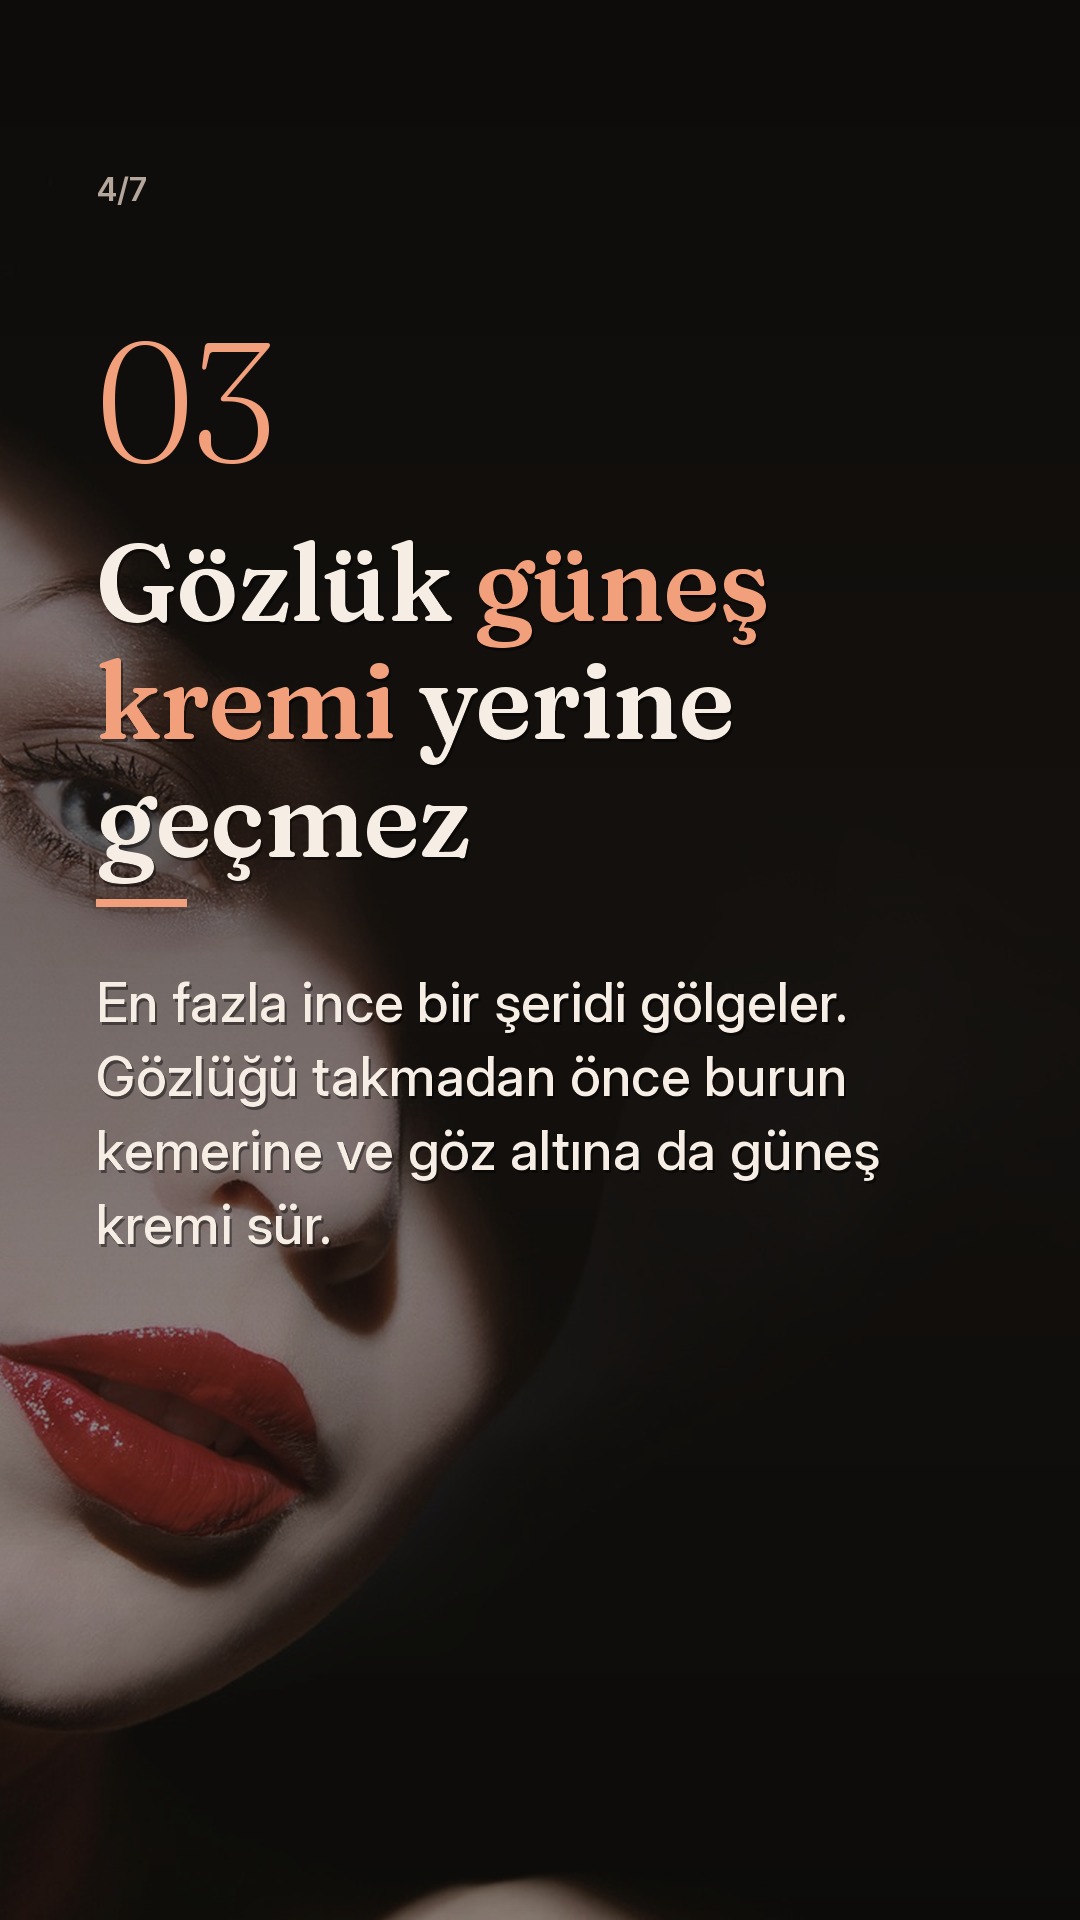 4/7
03
Gözlük güneş
kremi yerine
geçmez
En fazla ince bir şeridi gölgeler.
Gözlüğü takmadan önce burun
kemerine ve göz altına da güneş
kremi sür.